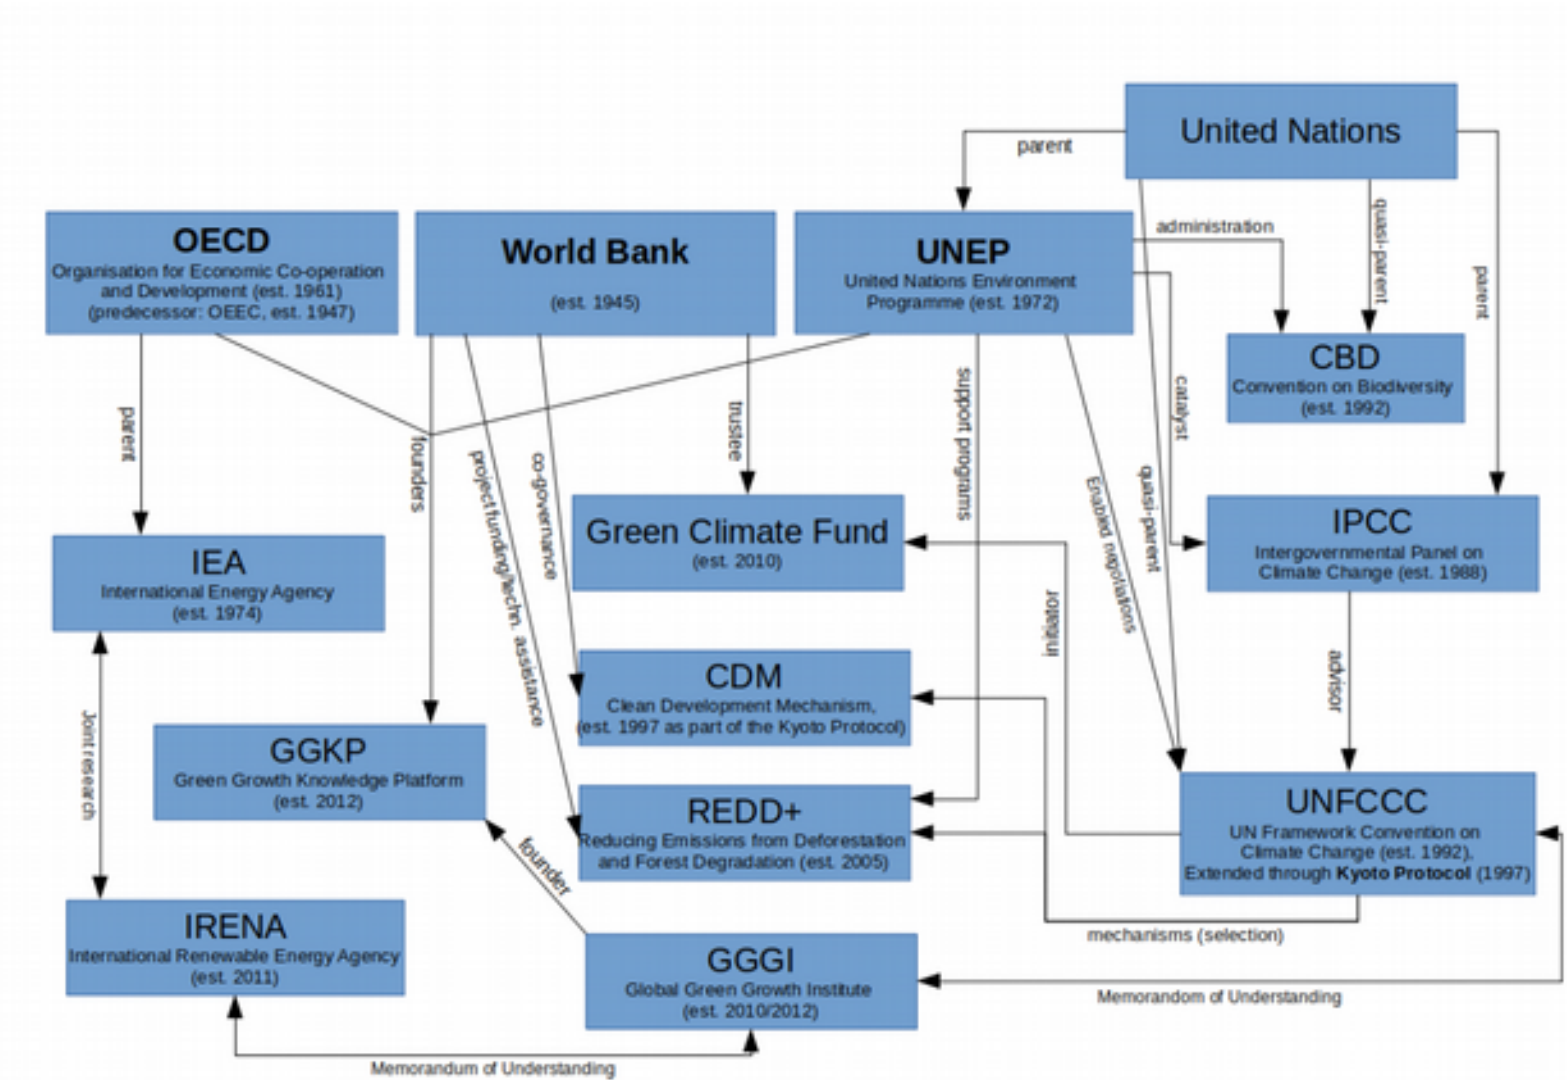 United Nations
parent
OECD
Organisation for Economic Co-operation
and Development (est. 1961)
(predecessor: OEEC, est. 1947)
World Bank
(est. 1945)
UNEP
United Nations Environment
Programme (est. 1972)
administration
quasi-parent
parent
CBD
Convention on Biodiversity
(est. 1992)
parent
founders
project funding/techn. assistance
co-governance
trustee
support programs
Enabled negotiations
quasi-parent
catalyst
Green Climate Fund
(est. 2010)
IPCC
Intergovernmental Panel on
Climate Change (est. 1988)
IEA
International Energy Agency
(est. 1974)
initiator
advisor
CDM
Clean Development Mechanism,
(est. 1997 as part of the Kyoto Protocol)
Joint research
GGKP
Green Growth Knowledge Platform
(est. 2012)
REDD+
Reducing Emissions from Deforestation
and Forest Degradation (est. 2005)
UNFCCC
UN Framework Convention on
Climate Change (est. 1992),
Extended through Kyoto Protocol (1997)
founder
IRENA
International Renewable Energy Agency
(est. 2011)
mechanisms (selection)
GGGI
Global Green Growth Institute
(est. 2010/2012)
Memorandom of Understanding
Memorandum of Understanding